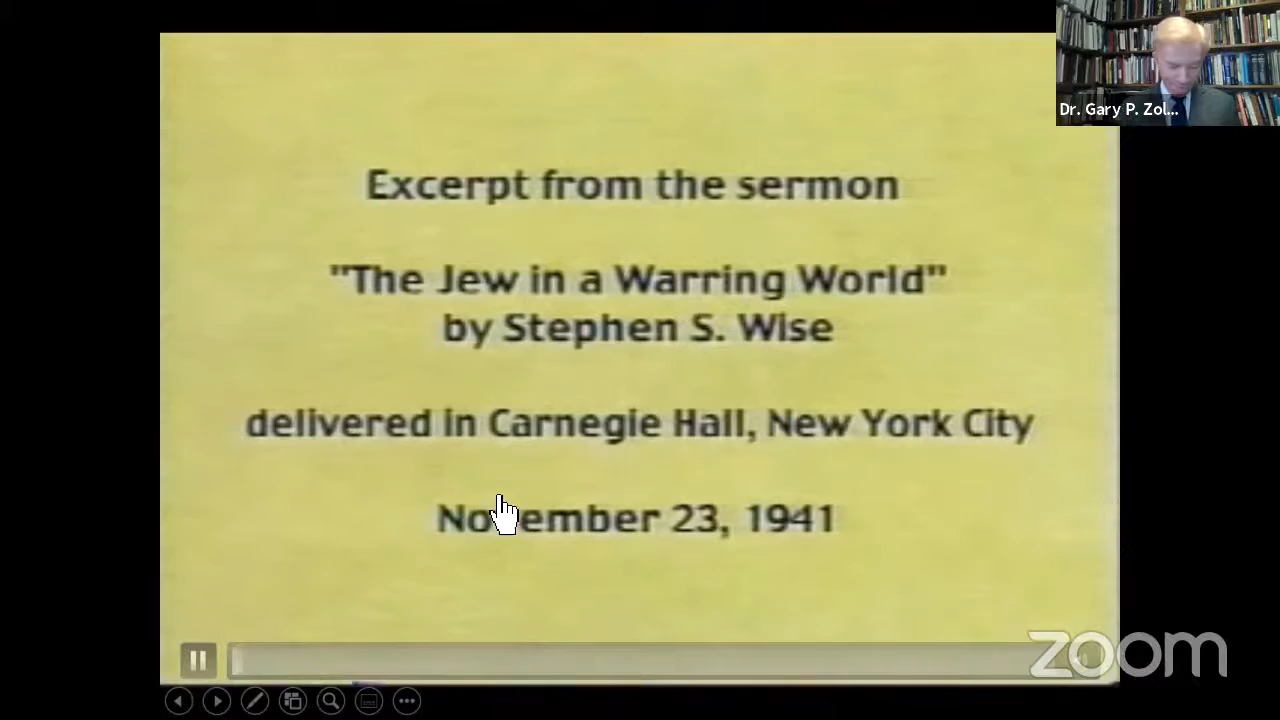 Dr. Gary P. Zol...
Excerpt from the sermon
"The Jew in a Warring World"
by Stephen S. Wise
delivered in Carnegie Hall, New York City
November 23, 1941
zoom